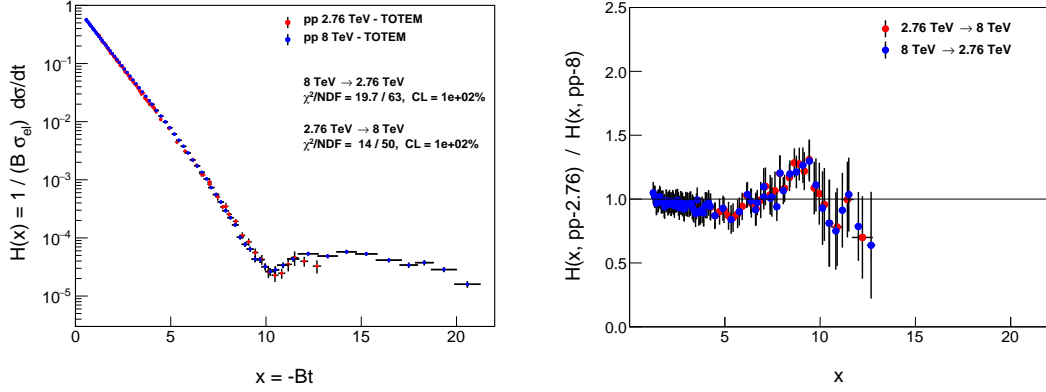 H(x) = 1 / (B σ_el) dσ/dt
1
10⁻¹
10⁻²
10⁻³
10⁻⁴
10⁻⁵
pp 2.76 TeV - TOTEM
pp 8 TeV - TOTEM
8 TeV → 2.76 TeV
χ²/NDF = 19.7 / 63, CL = 1e+02%
2.76 TeV → 8 TeV
χ²/NDF = 14 / 50, CL = 1e+02%
0 5 10 15 20
x = -Bt
H(x, pp-2.76) / H(x, pp-8)
2.5
2.0
1.5
1.0
0.5
0.0
2.76 TeV → 8 TeV
8 TeV → 2.76 TeV
0 5 10 15 20
x